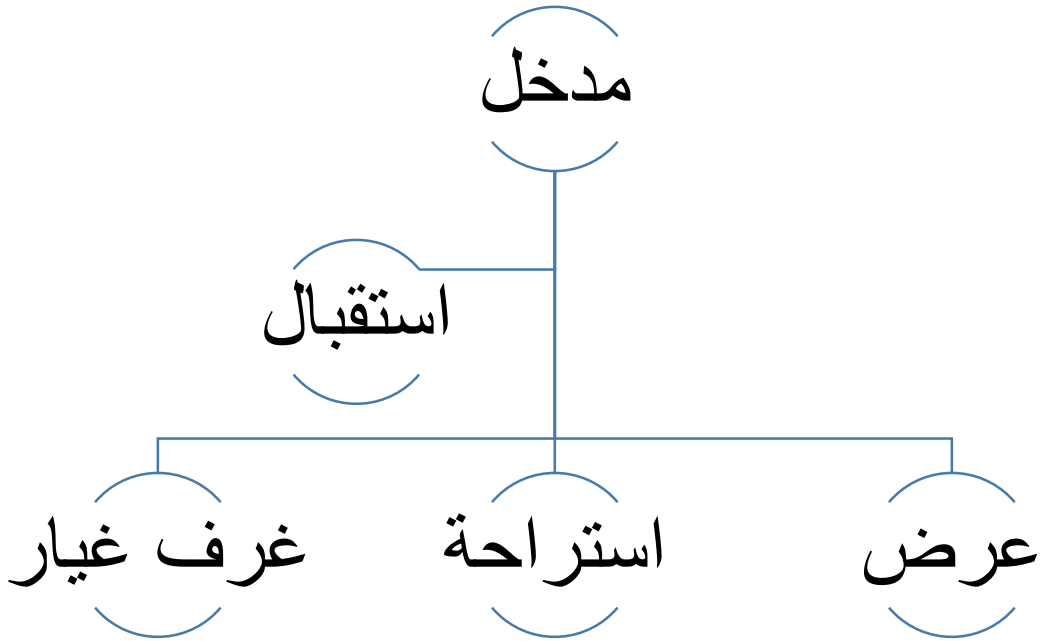 مدخل
استقبال
عرض
استراحة
غرف غيار